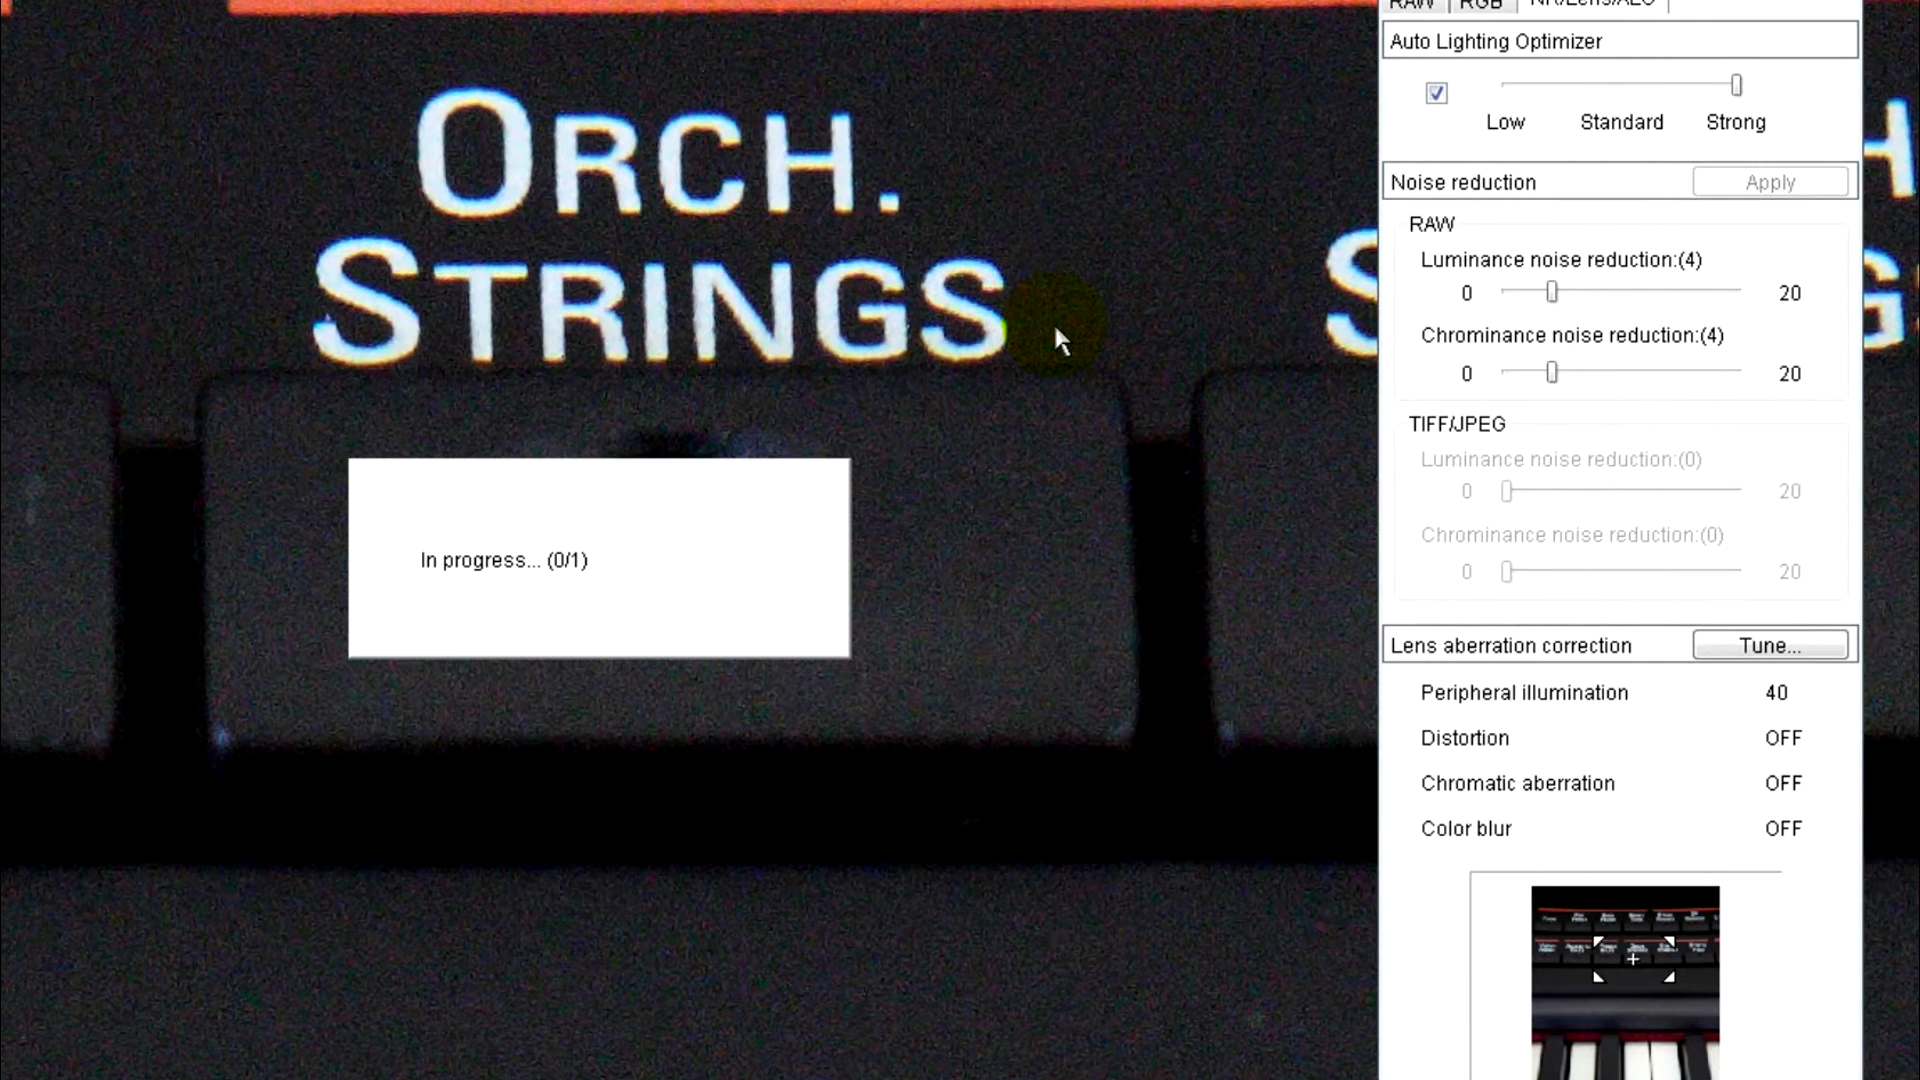 RAW RGB NR/Lens/ALO
Auto Lighting Optimizer
Low Standard Strong
Noise reduction Apply
RAW
Luminance noise reduction:(4)
0 20
Chrominance noise reduction:(4)
0 20
TIFF/JPEG
Luminance noise reduction:(0)
0 20
Chrominance noise reduction:(0)
0 20
Lens aberration correction Tune...
Peripheral illumination 40
Distortion OFF
Chromatic aberration OFF
Color blur OFF
ORCH.
STRINGS
In progress... (0/1)